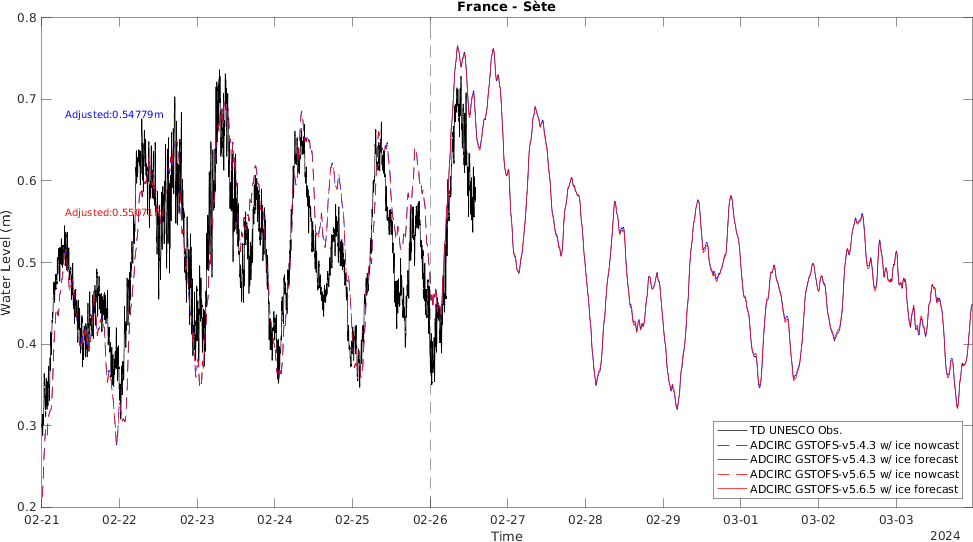 France - Sète
0.8
0.7
0.6
0.5
0.4
0.3
0.2
Water Level (m)
Adjusted:0.54779m
Adjusted:0.55071m
TD UNESCO Obs.
ADCIRC GSTOFS-v5.4.3 w/ ice nowcast
ADCIRC GSTOFS-v5.4.3 w/ ice forecast
ADCIRC GSTOFS-v5.6.5 w/ ice nowcast
ADCIRC GSTOFS-v5.6.5 w/ ice forecast
02-21 02-22 02-23 02-24 02-25 02-26 02-27 02-28 02-29 03-01 03-02 03-03
Time
2024